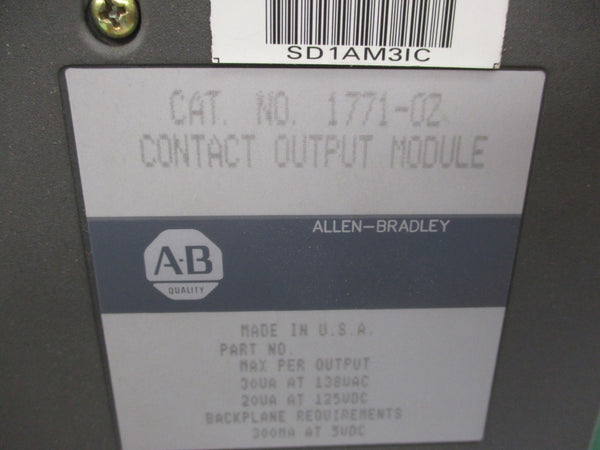 SD1AM3IC
CAT. NO. 1771-OZ
CONTACT OUTPUT MODULE
ALLEN-BRADLEY
A-B
QUALITY
MADE IN U.S.A.
PART NO.
MAX PER OUTPUT
30VA AT 138VAC
20VA AT 125VDC
BACKPLANE REQUIREMENTS
300MA AT 5VDC